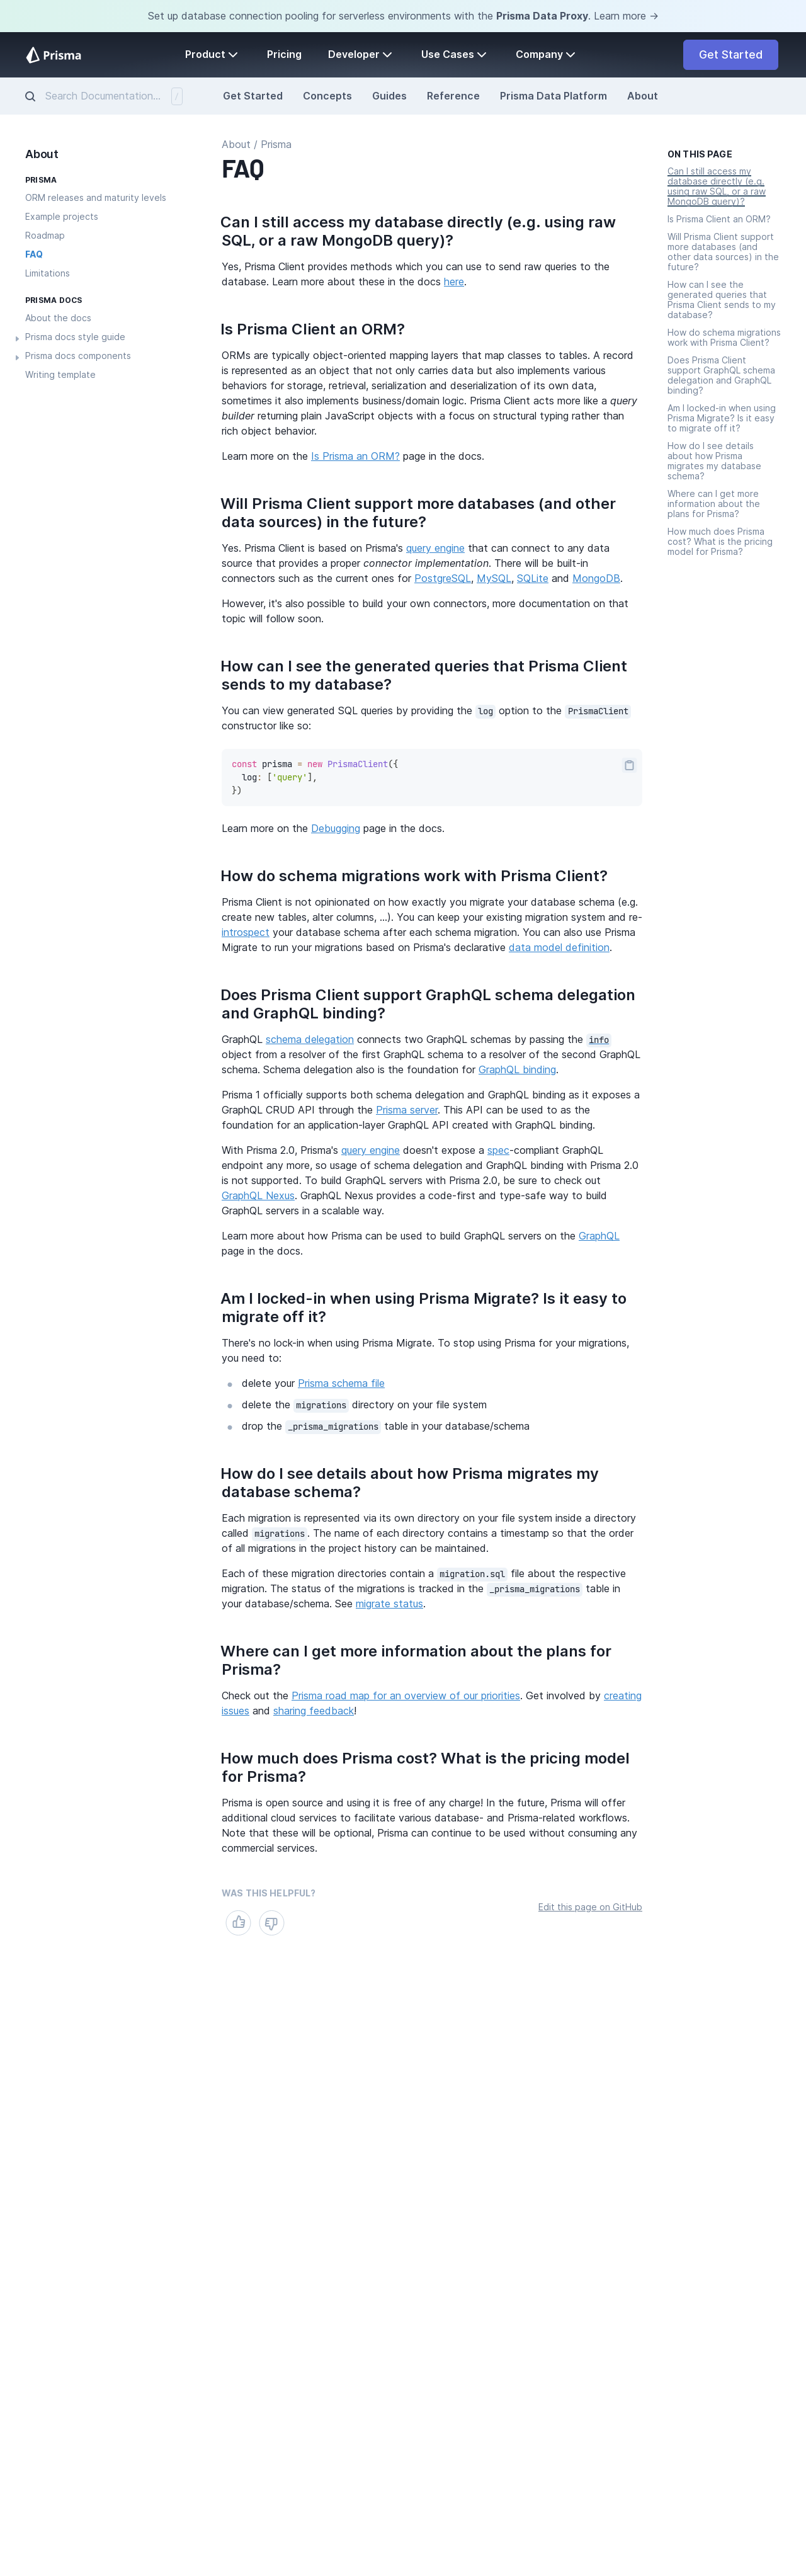 Set up database connection pooling for serverless environments with the Prisma Data Proxy. Learn more →
Prisma
Product
Pricing
Developer
Use Cases
Company
Get Started
Search Documentation...
/
Get Started
Concepts
Guides
Reference
Prisma Data Platform
About
About
PRISMA
ORM releases and maturity levels
Example projects
Roadmap
FAQ
Limitations
PRISMA DOCS
About the docs
Prisma docs style guide
Prisma docs components
Writing template
About / Prisma
FAQ
Can I still access my database directly (e.g. using raw
SQL, or a raw MongoDB query)?
Yes, Prisma Client provides methods which you can use to send raw queries to the
database. Learn more about these in the docs here.
Is Prisma Client an ORM?
ORMs are typically object-oriented mapping layers that map classes to tables. A record
is represented as an object that not only carries data but also implements various
behaviors for storage, retrieval, serialization and deserialization of its own data,
sometimes it also implements business/domain logic. Prisma Client acts more like a query
builder returning plain JavaScript objects with a focus on structural typing rather than
rich object behavior.
Learn more on the Is Prisma an ORM? page in the docs.
Will Prisma Client support more databases (and other
data sources) in the future?
Yes. Prisma Client is based on Prisma's query engine that can connect to any data
source that provides a proper connector implementation. There will be built-in
connectors such as the current ones for PostgreSQL, MySQL, SQLite and MongoDB.
However, it's also possible to build your own connectors, more documentation on that
topic will follow soon.
How can I see the generated queries that Prisma Client
sends to my database?
You can view generated SQL queries by providing the log option to the PrismaClient
constructor like so:
const prisma = new PrismaClient({
  log: ['query'],
})
Learn more on the Debugging page in the docs.
How do schema migrations work with Prisma Client?
Prisma Client is not opinionated on how exactly you migrate your database schema (e.g.
create new tables, alter columns, ...). You can keep your existing migration system and re-
introspect your database schema after each schema migration. You can also use Prisma
Migrate to run your migrations based on Prisma's declarative data model definition.
Does Prisma Client support GraphQL schema delegation
and GraphQL binding?
GraphQL schema delegation connects two GraphQL schemas by passing the info
object from a resolver of the first GraphQL schema to a resolver of the second GraphQL
schema. Schema delegation also is the foundation for GraphQL binding.
Prisma 1 officially supports both schema delegation and GraphQL binding as it exposes a
GraphQL CRUD API through the Prisma server. This API can be used to as the
foundation for an application-layer GraphQL API created with GraphQL binding.
With Prisma 2.0, Prisma's query engine doesn't expose a spec-compliant GraphQL
endpoint any more, so usage of schema delegation and GraphQL binding with Prisma 2.0
is not supported. To build GraphQL servers with Prisma 2.0, be sure to check out
GraphQL Nexus. GraphQL Nexus provides a code-first and type-safe way to build
GraphQL servers in a scalable way.
Learn more about how Prisma can be used to build GraphQL servers on the GraphQL
page in the docs.
Am I locked-in when using Prisma Migrate? Is it easy to
migrate off it?
There's no lock-in when using Prisma Migrate. To stop using Prisma for your migrations,
you need to:
delete your Prisma schema file
delete the migrations directory on your file system
drop the _prisma_migrations table in your database/schema
How do I see details about how Prisma migrates my
database schema?
Each migration is represented via its own directory on your file system inside a directory
called migrations. The name of each directory contains a timestamp so that the order
of all migrations in the project history can be maintained.
Each of these migration directories contain a migration.sql file about the respective
migration. The status of the migrations is tracked in the _prisma_migrations table in
your database/schema. See migrate status.
Where can I get more information about the plans for
Prisma?
Check out the Prisma road map for an overview of our priorities. Get involved by creating
issues and sharing feedback!
How much does Prisma cost? What is the pricing model
for Prisma?
Prisma is open source and using it is free of any charge! In the future, Prisma will offer
additional cloud services to facilitate various database- and Prisma-related workflows.
Note that these will be optional, Prisma can continue to be used without consuming any
commercial services.
WAS THIS HELPFUL?
Edit this page on GitHub
ON THIS PAGE
Can I still access my
database directly (e.g.
using raw SQL, or a raw
MongoDB query)?
Is Prisma Client an ORM?
Will Prisma Client support
more databases (and
other data sources) in the
future?
How can I see the
generated queries that
Prisma Client sends to my
database?
How do schema migrations
work with Prisma Client?
Does Prisma Client
support GraphQL schema
delegation and GraphQL
binding?
Am I locked-in when using
Prisma Migrate? Is it easy
to migrate off it?
How do I see details
about how Prisma
migrates my database
schema?
Where can I get more
information about the
plans for Prisma?
How much does Prisma
cost? What is the pricing
model for Prisma?